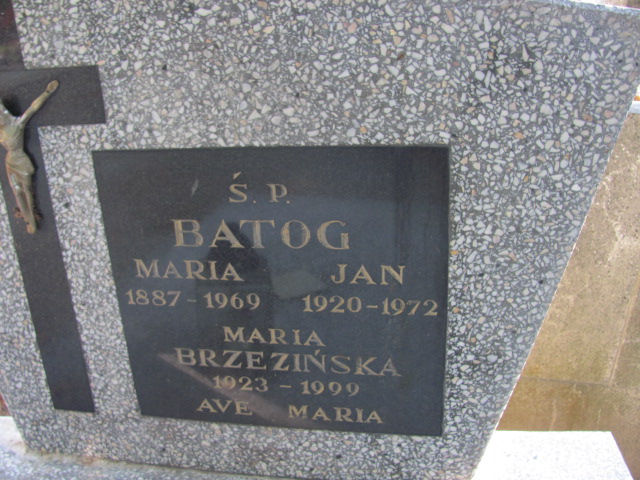 Ś. P.
BATOG
MARIA JAN
1887 - 1969 1920 - 1972
MARIA
BRZEZIŃSKA
1923 - 1999
AVE MARIA